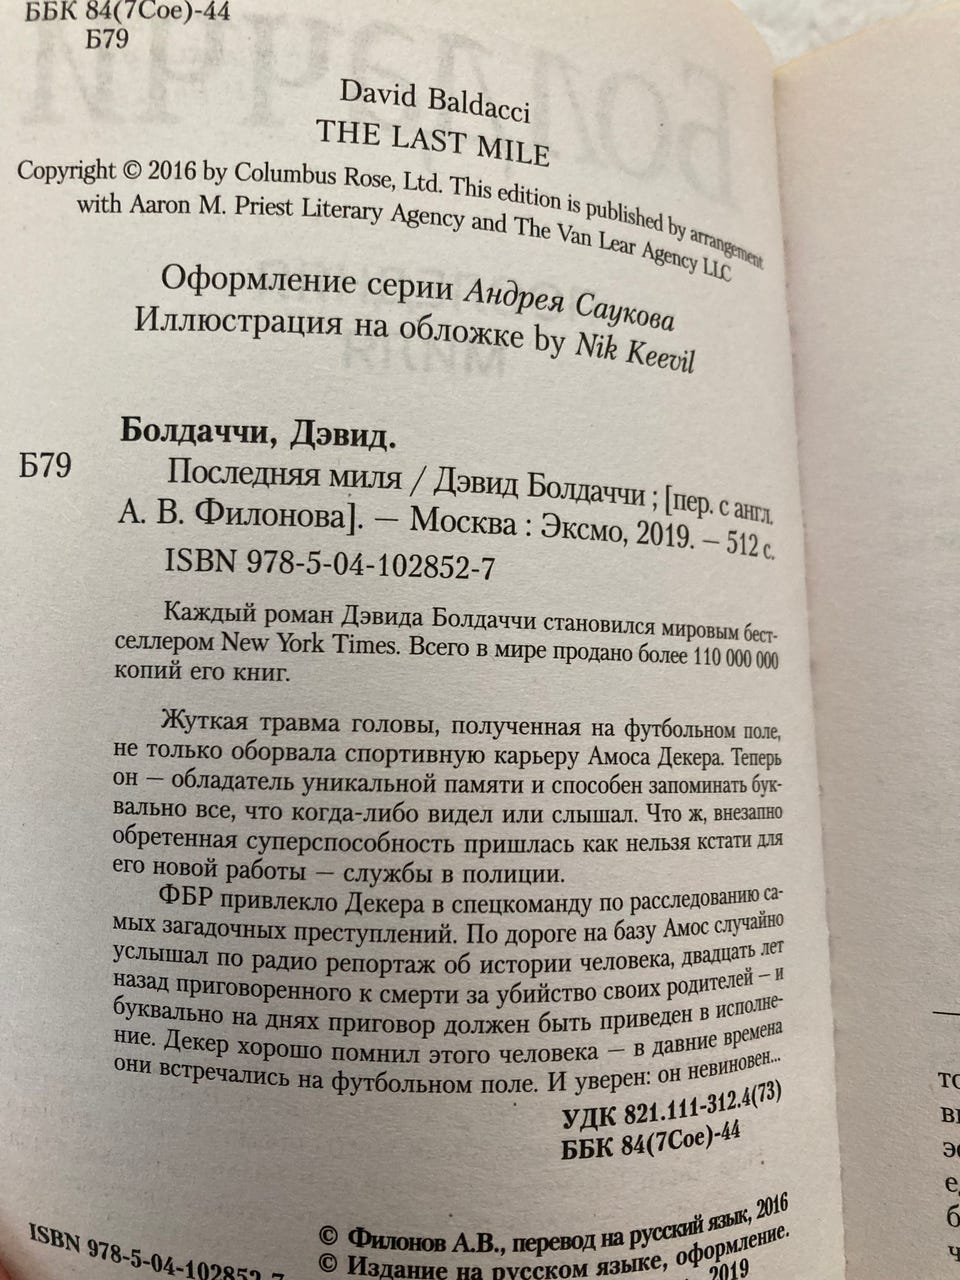 ББК 84(7Сое)-44
Б79
David Baldacci
THE LAST MILE
Copyright © 2016 by Columbus Rose, Ltd. This edition is published by arrangement
with Aaron M. Priest Literary Agency and The Van Lear Agency LLC
Оформление серии Андрея Саукова
Иллюстрация на обложке by Nik Keevil
Болдаччи, Дэвид.
Б79 Последняя миля / Дэвид Болдаччи ; [пер. с англ.
А. В. Филонова]. — Москва : Эксмо, 2019. — 512 с.
ISBN 978-5-04-102852-7
Каждый роман Дэвида Болдаччи становился мировым бест-
селлером New York Times. Всего в мире продано более 110 000 000
копий его книг.
Жуткая травма головы, полученная на футбольном поле,
не только оборвала спортивную карьеру Амоса Декера. Теперь
он — обладатель уникальной памяти и способен запоминать бук-
вально все, что когда-либо видел или слышал. Что ж, внезапно
обретенная суперспособность пришлась как нельзя кстати для
его новой работы — службы в полиции.
ФБР привлекло Декера в спецкоманду по расследованию са-
мых загадочных преступлений. По дороге на базу Амос случайно
услышал по радио репортаж об истории человека, двадцать лет
назад приговоренного к смерти за убийство своих родителей — и
буквально на днях приговор должен быть приведен в исполне-
ние. Декер хорошо помнил этого человека — в давние времена
они встречались на футбольном поле. И уверен: он невиновен...
УДК 821.111-312.4(73)
ББК 84(7Сое)-44
© Филонов А.В., перевод на русский язык, 2016
© Издание на русском языке, оформление.
2019
ISBN 978-5-04-102852-7